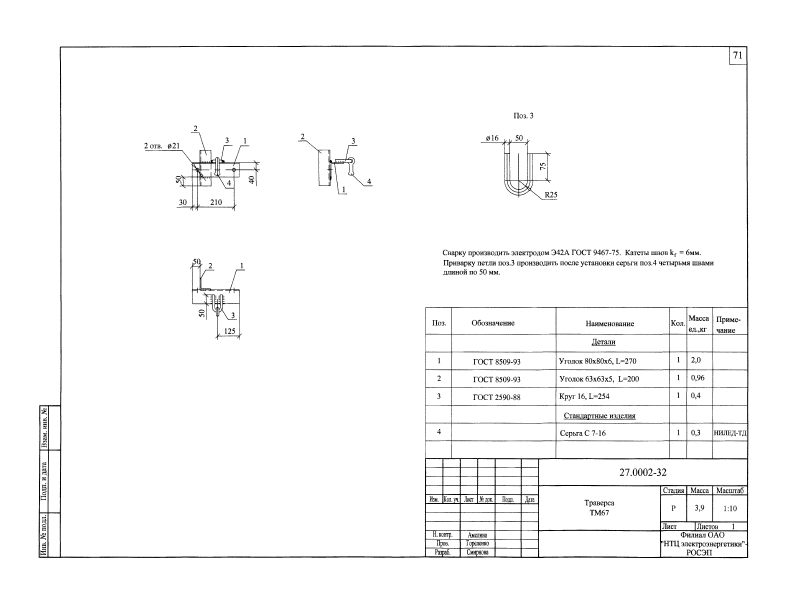 71
Поз. 3
2
3
1
2 отв. ø21
4
50
40
30
210
2
3
4
1
ø16
50
75
R25
50
2
1
50
3
125
Сварку производить электродом Э42А ГОСТ 9467-75. Катеты швов kf = 6мм.
Приварку петли поз.3 производить после установки серьги поз.4 четырьмя швами
длиной по 50 мм.
Поз. Обозначение Наименование Кол. Масса ед.,кг Приме-чание
Детали
1 ГОСТ 8509-93 Уголок 80х80х6, L=270 1 2,0
2 ГОСТ 8509-93 Уголок 63х63х5, L=200 1 0,96
3 ГОСТ 2590-88 Круг 16, L=254 1 0,4
Стандартные изделия
4 Серьга С 7-16 1 0,3 НИЛЕД-ТД
27.0002-32
Изм. Кол. уч. Лист № док. Подп. Дата
Траверса
ТМ67
Стадия Масса Масштаб
Р 3,9 1:10
Лист Листов 1
Н. контр. Амелина
Пров. Гореленко
Разраб. Смирнова
Филиал ОАО
"НТЦ электроэнергетики"-
РОСЭП
Взам. инв. №
Подп. и дата
Инв. № подл.